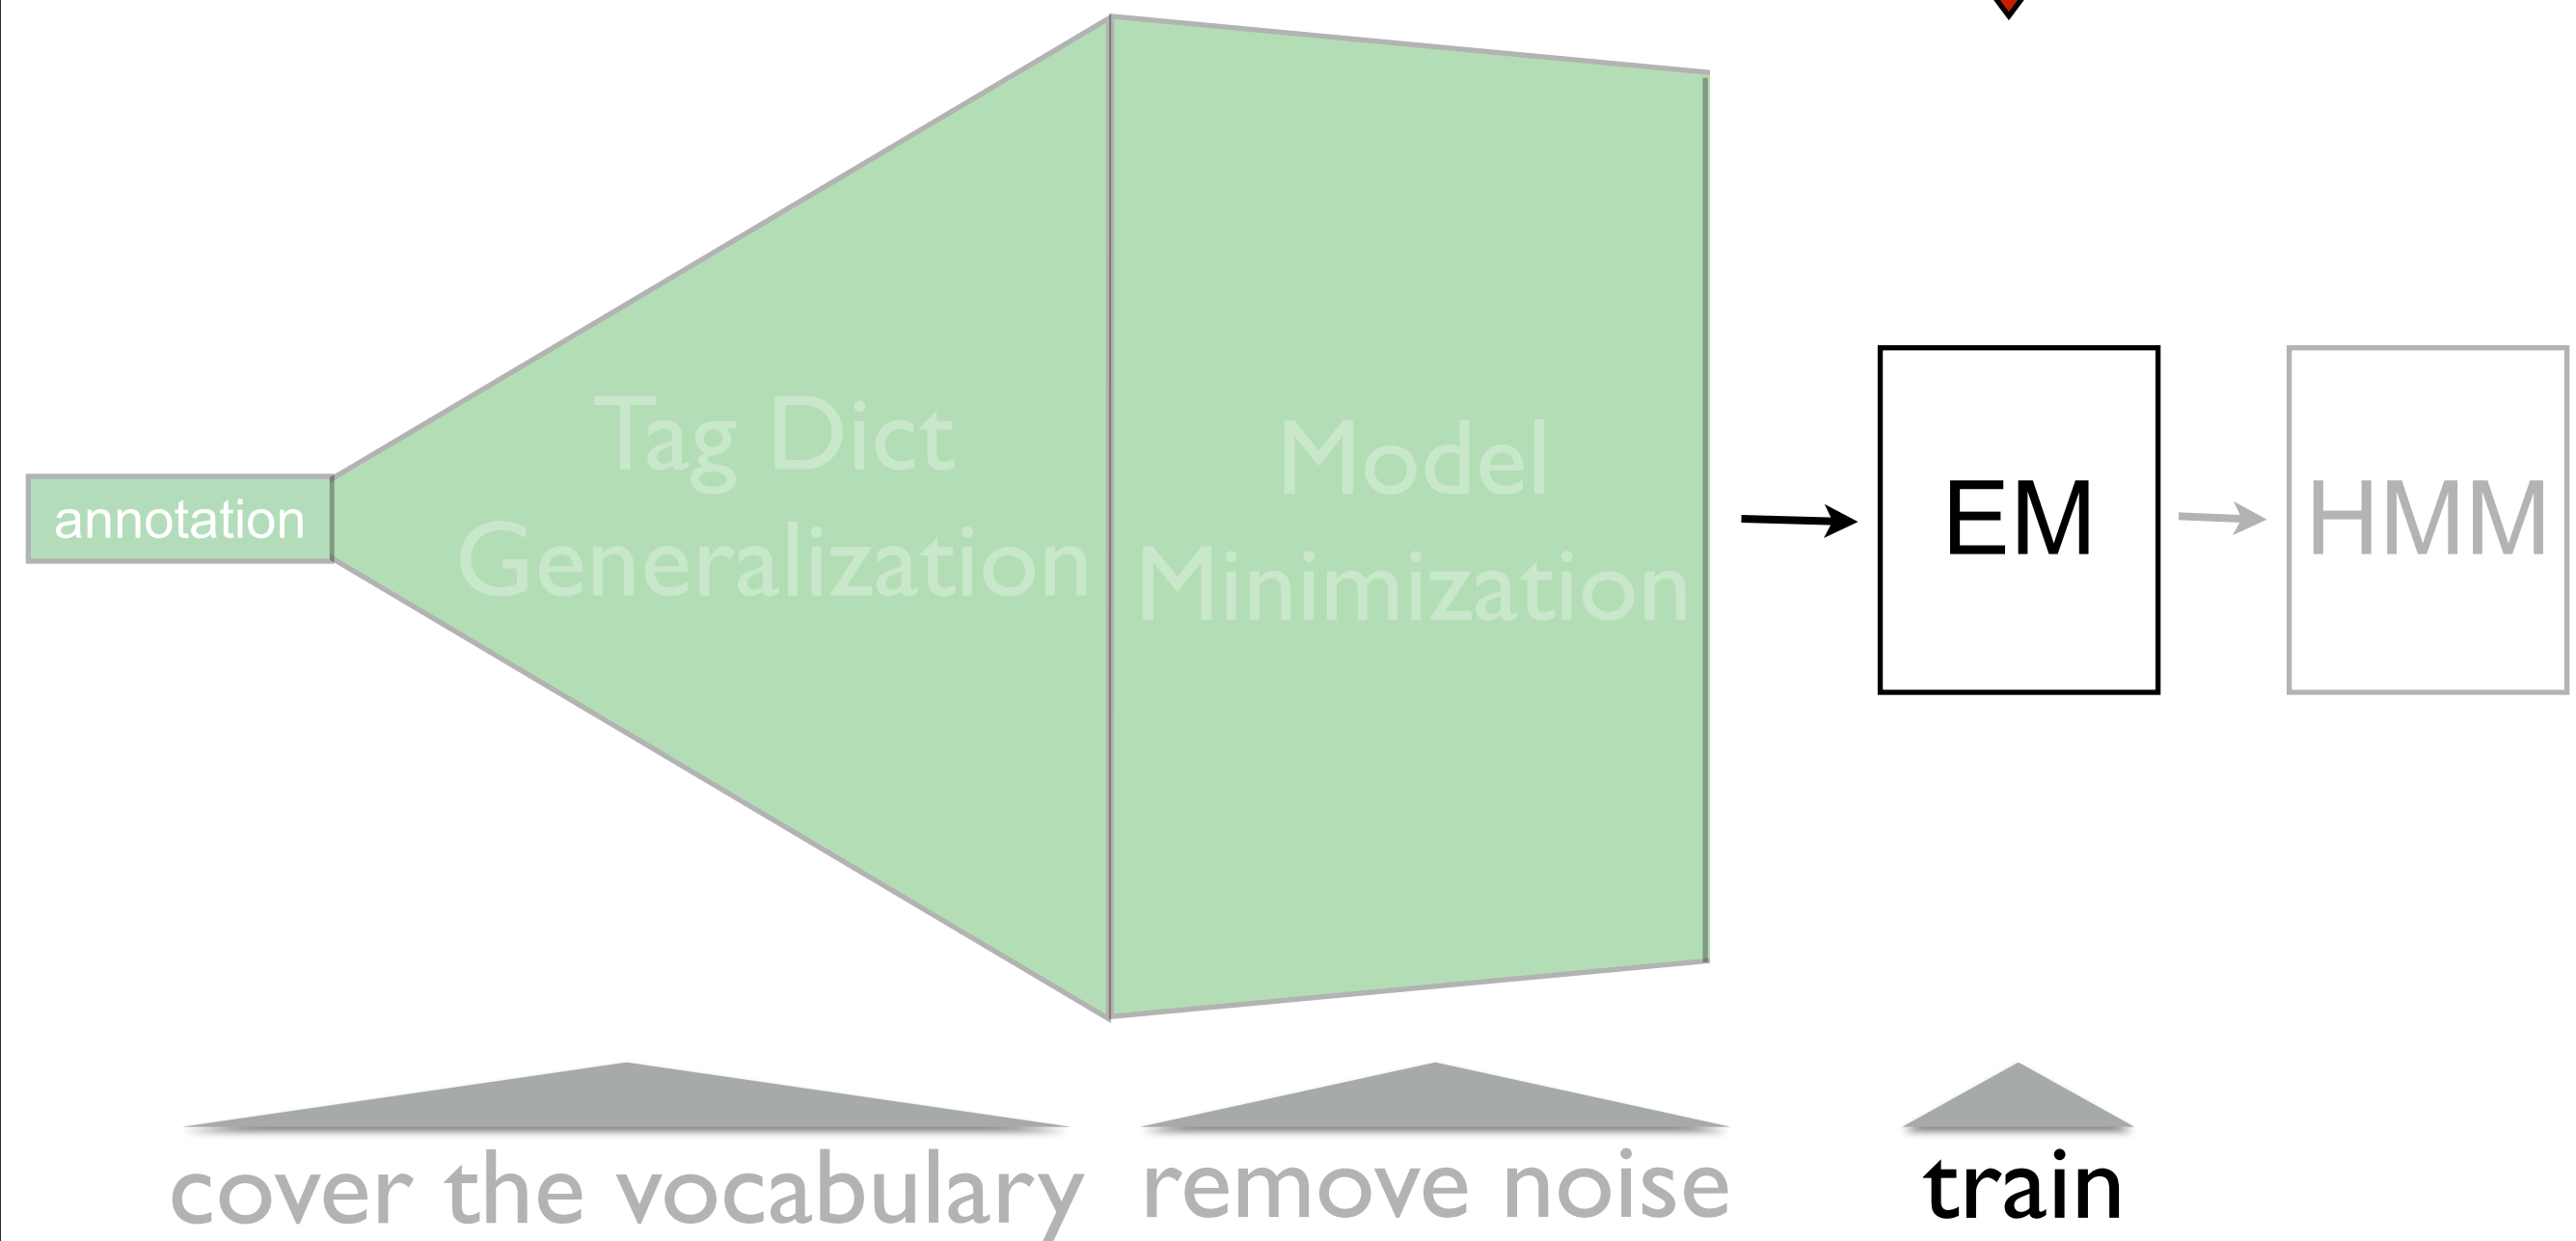 annotation
Tag Dict
Generalization
Model
Minimization
EM
HMM
cover the vocabulary
remove noise
train